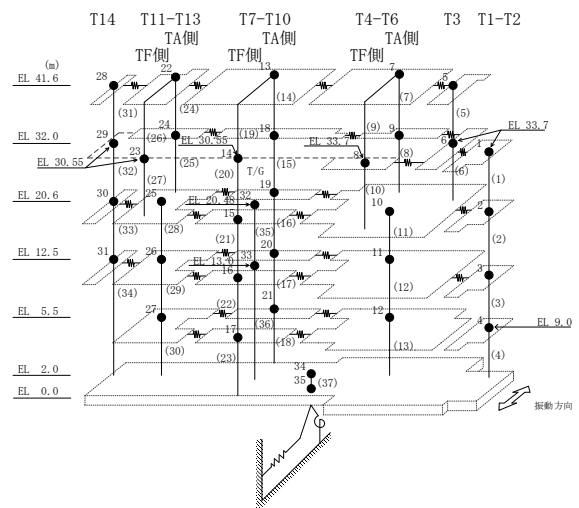 T14 T11−T13 T7−T10 T4−T6 T3 T1−T2
TA側 TA側 TA側
TF側 TF側 TF側
(m)
EL 41.6 28 22 13 7 5
(31) (24) (14) (7) (5)
EL 32.0 29 24 (26) (19) 18 (9) 9 6 EL 33.7
EL 30.55 EL 33.7
EL 30.55 23 (25) 14 (15) 8 (8) 1
(32) (20) T/G (6) (1)
(27) 19 (10)
EL 20.6 30 25 EL 20.48 32 10 2
(33) (28) 15 (35) (16) (11) (2)
(21)
EL 12.5 31 26 33 20 11 3
EL 13.0
(34) (29) 16 (17) (12) (3)
EL 5.5 27 (22) 21 12 4 EL 9.0
(36)
(30) 17 (18) (13) (4)
(23)
EL 2.0 34
EL 0.0 35 (37)
振動方向